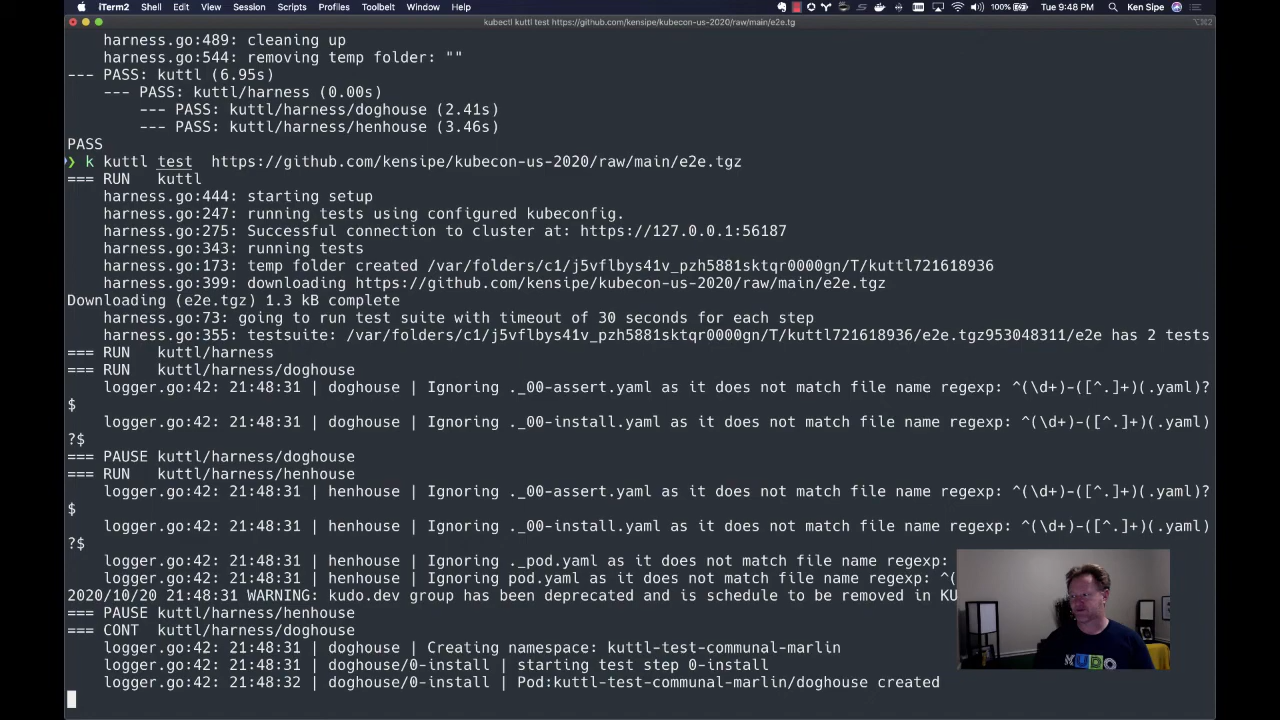 iTerm2 Shell Edit View Session Scripts Profiles Toolbelt Window Help 100% Tue 9:48 PM Ken Sipe
kubectl kuttl test https://github.com/kensipe/kubecon-us-2020/raw/main/e2e.tg ⌥⌘2
harness.go:489: cleaning up
harness.go:544: removing temp folder: ""
--- PASS: kuttl (6.95s)
--- PASS: kuttl/harness (0.00s)
--- PASS: kuttl/harness/doghouse (2.41s)
--- PASS: kuttl/harness/henhouse (3.46s)
PASS
❯ k kuttl test https://github.com/kensipe/kubecon-us-2020/raw/main/e2e.tgz
=== RUN kuttl
harness.go:444: starting setup
harness.go:247: running tests using configured kubeconfig.
harness.go:275: Successful connection to cluster at: https://127.0.0.1:56187
harness.go:343: running tests
harness.go:173: temp folder created /var/folders/c1/j5vflbys41v_pzh5881sktqr0000gn/T/kuttl721618936
harness.go:399: downloading https://github.com/kensipe/kubecon-us-2020/raw/main/e2e.tgz
Downloading (e2e.tgz) 1.3 kB complete
harness.go:73: going to run test suite with timeout of 30 seconds for each step
harness.go:355: testsuite: /var/folders/c1/j5vflbys41v_pzh5881sktqr0000gn/T/kuttl721618936/e2e.tgz953048311/e2e has 2 tests
=== RUN kuttl/harness
=== RUN kuttl/harness/doghouse
logger.go:42: 21:48:31 | doghouse | Ignoring ._00-assert.yaml as it does not match file name regexp: ^(\d+)-([^.]+)(.yaml)?
$
logger.go:42: 21:48:31 | doghouse | Ignoring ._00-install.yaml as it does not match file name regexp: ^(\d+)-([^.]+)(.yaml)
?$
=== PAUSE kuttl/harness/doghouse
=== RUN kuttl/harness/henhouse
logger.go:42: 21:48:31 | henhouse | Ignoring ._00-assert.yaml as it does not match file name regexp: ^(\d+)-([^.]+)(.yaml)?
$
logger.go:42: 21:48:31 | henhouse | Ignoring ._00-install.yaml as it does not match file name regexp: ^(\d+)-([^.]+)(.yaml)
?$
logger.go:42: 21:48:31 | henhouse | Ignoring ._pod.yaml as it does not match file name regexp:
logger.go:42: 21:48:31 | henhouse | Ignoring pod.yaml as it does not match file name regexp: ^(
2020/10/20 21:48:31 WARNING: kudo.dev group has been deprecated and is schedule to be removed in KU
=== PAUSE kuttl/harness/henhouse
=== CONT kuttl/harness/doghouse
logger.go:42: 21:48:31 | doghouse | Creating namespace: kuttl-test-communal-marlin
logger.go:42: 21:48:31 | doghouse/0-install | starting test step 0-install
logger.go:42: 21:48:32 | doghouse/0-install | Pod:kuttl-test-communal-marlin/doghouse created
KUDO